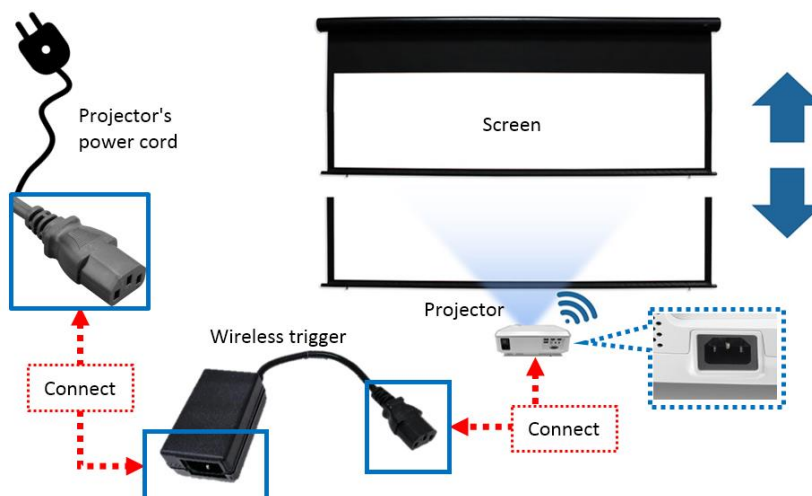 Projector's
power cord
Screen
Projector
Wireless trigger
Connect
Connect